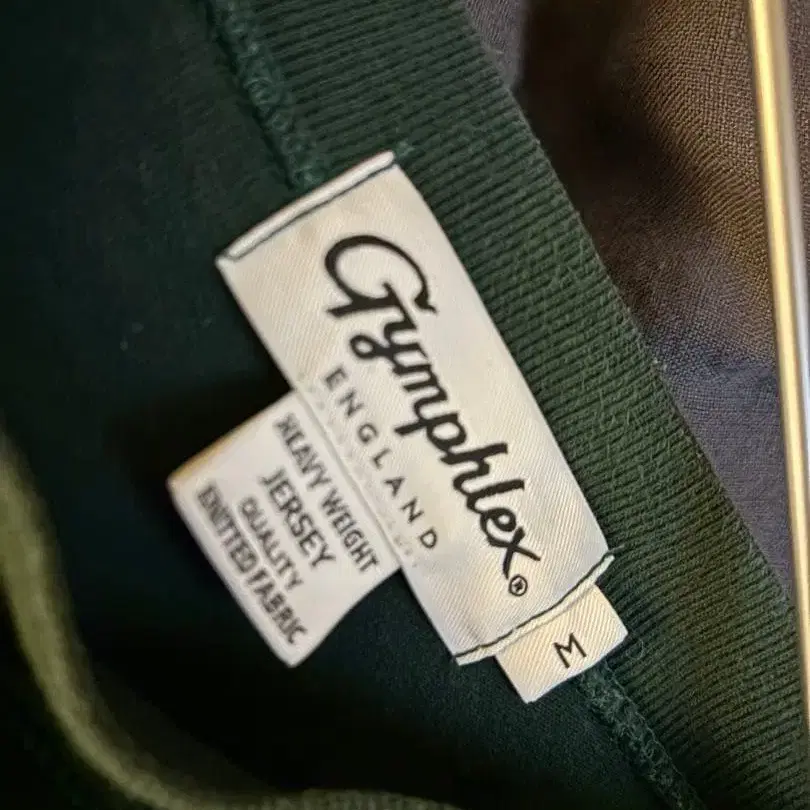 Gymphlex®
ENGLAND
HEAVY WEIGHT
JERSEY
QUALITY
KNITTED FABRIC
M